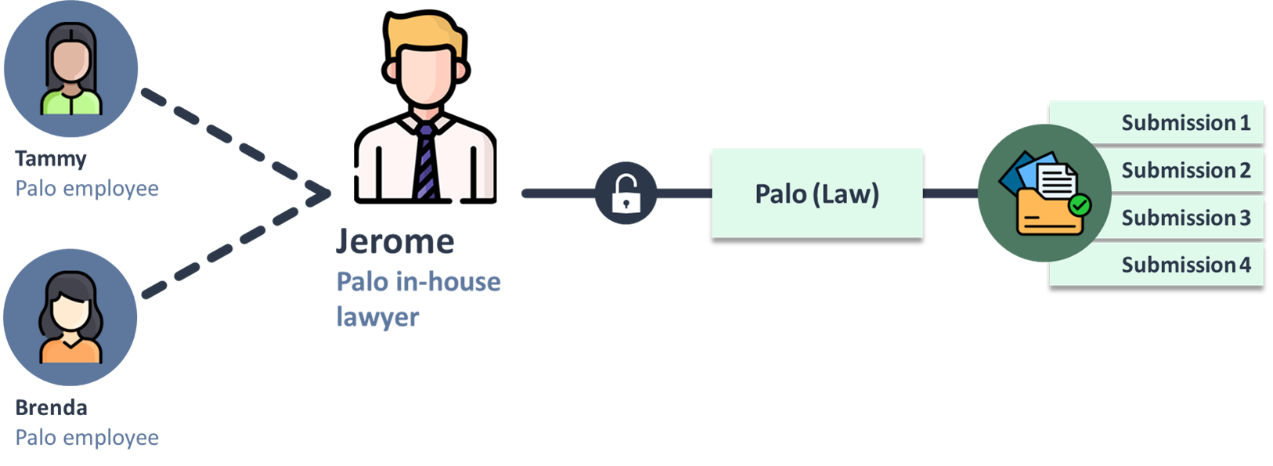 Tammy
Palo employee
Jerome
Palo in-house
lawyer
Brenda
Palo employee
Palo (Law)
Submission 1
Submission 2
Submission 3
Submission 4